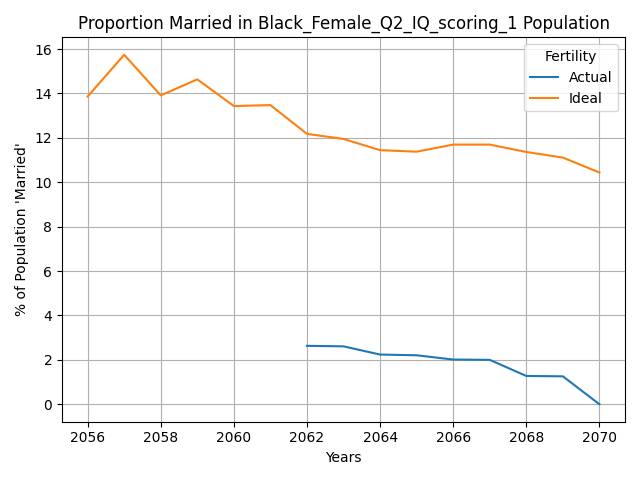 Proportion Married in Black_Female_Q2_IQ_scoring_1 Population
Fertility
Actual
Ideal
% of Population 'Married'
16
14
12
10
8
6
4
2
0
2056 2058 2060 2062 2064 2066 2068 2070
Years